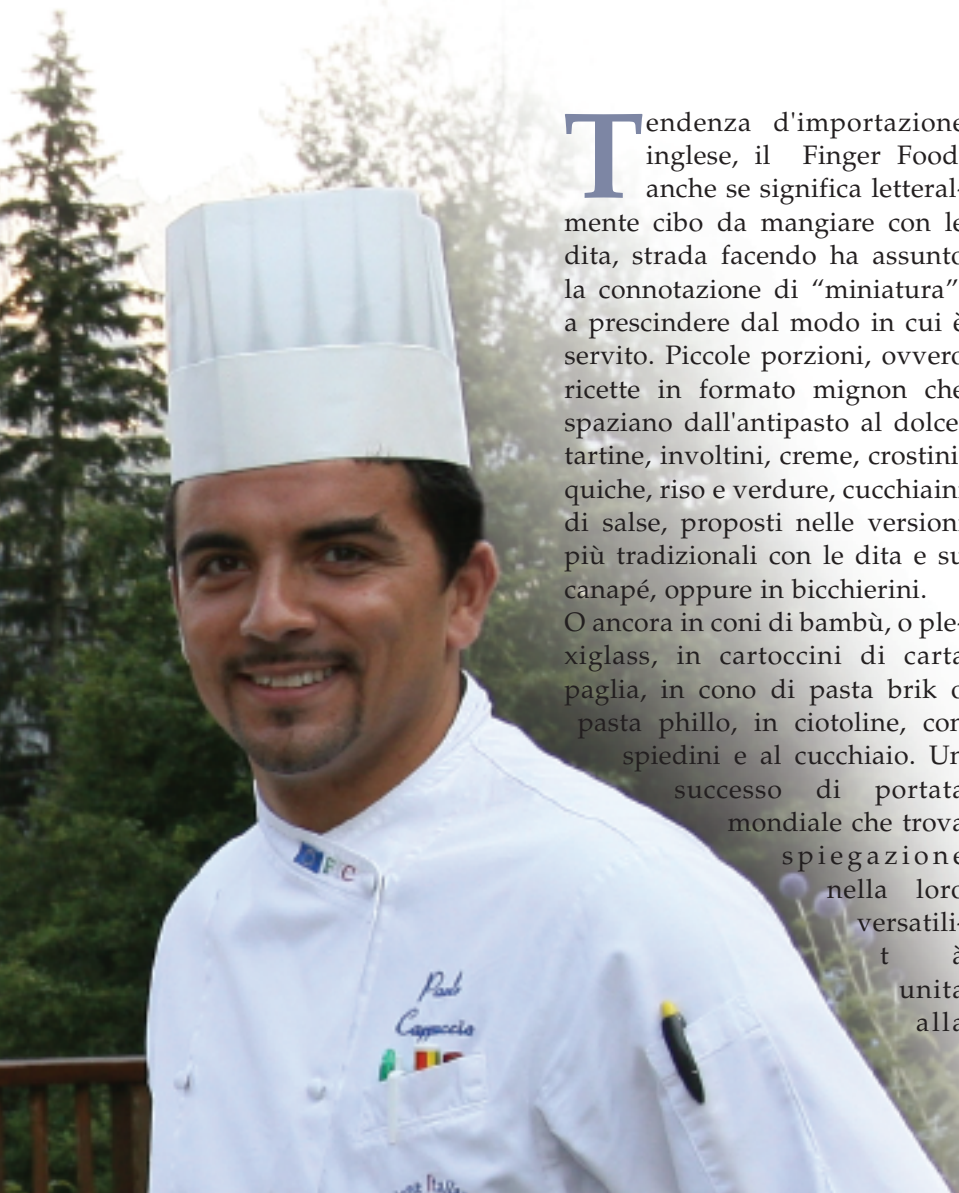 Tendenza d'importazione
inglese, il Finger Food
anche se significa letteral-
mente cibo da mangiare con le
dita, strada facendo ha assunto
la connotazione di “miniatura”
a prescindere dal modo in cui è
servito. Piccole porzioni, ovvero
ricette in formato mignon che
spaziano dall'antipasto al dolce
tartine, involtini, creme, crostini
quiche, riso e verdure, cucchiaini
di salse, proposti nelle versioni
più tradizionali con le dita e su
canapé, oppure in bicchierini.
O ancora in coni di bambù, o ple-
xiglass, in cartoccini di carta
paglia, in cono di pasta brik o
pasta phillo, in ciotoline, con
spiedini e al cucchiaio. Un
successo di portata
mondiale che trova
spiegazione
nella loro
versatili-
t à
unita
alla
FIC
Paolo
Cappuccio